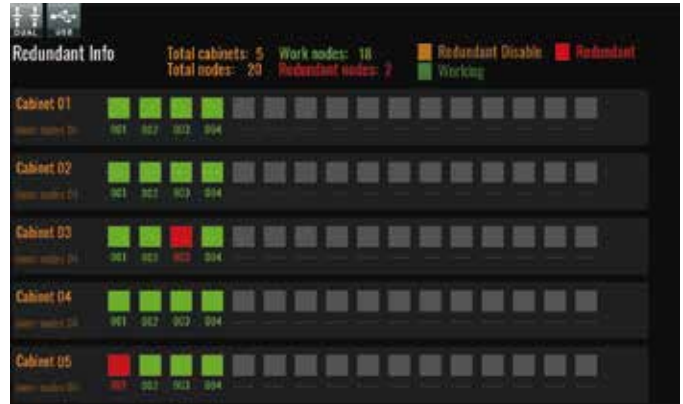 DUAL USB
Redundant Info
Total cabinets: 5 Work nodes: 18 Redundant Disable Redundant
Total nodes: 20 Redundant nodes: 2 Working
Cabinet 01
001 002 003 004
Cabinet 02
001 002 003 004
Cabinet 03
001 002 003 004
Cabinet 04
001 002 003 004
Cabinet 05
001 002 003 004